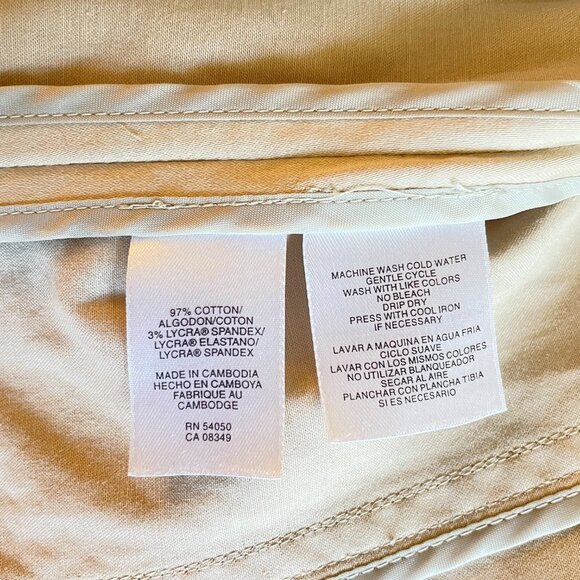 97% COTTON/
ALGODON/COTON
3% LYCRA® SPANDEX/
LYCRA® ELASTANO/
LYCRA® SPANDEX
MADE IN CAMBODIA
HECHO EN CAMBOYA
FABRIQUE AU
CAMBODGE
RN 54050
CA 08349
MACHINE WASH COLD WATER
GENTLE CYCLE
WASH WITH LIKE COLORS
NO BLEACH
DRIP DRY
PRESS WITH COOL IRON
IF NECESSARY
LAVAR A MAQUINA EN AGUA FRIA
CICLO SUAVE
LAVAR CON LOS MISMOS COLORES
NO UTILIZAR BLANQUEADOR
SECAR AL AIRE
PLANCHAR CON PLANCHA TIBIA
SI ES NECESARIO